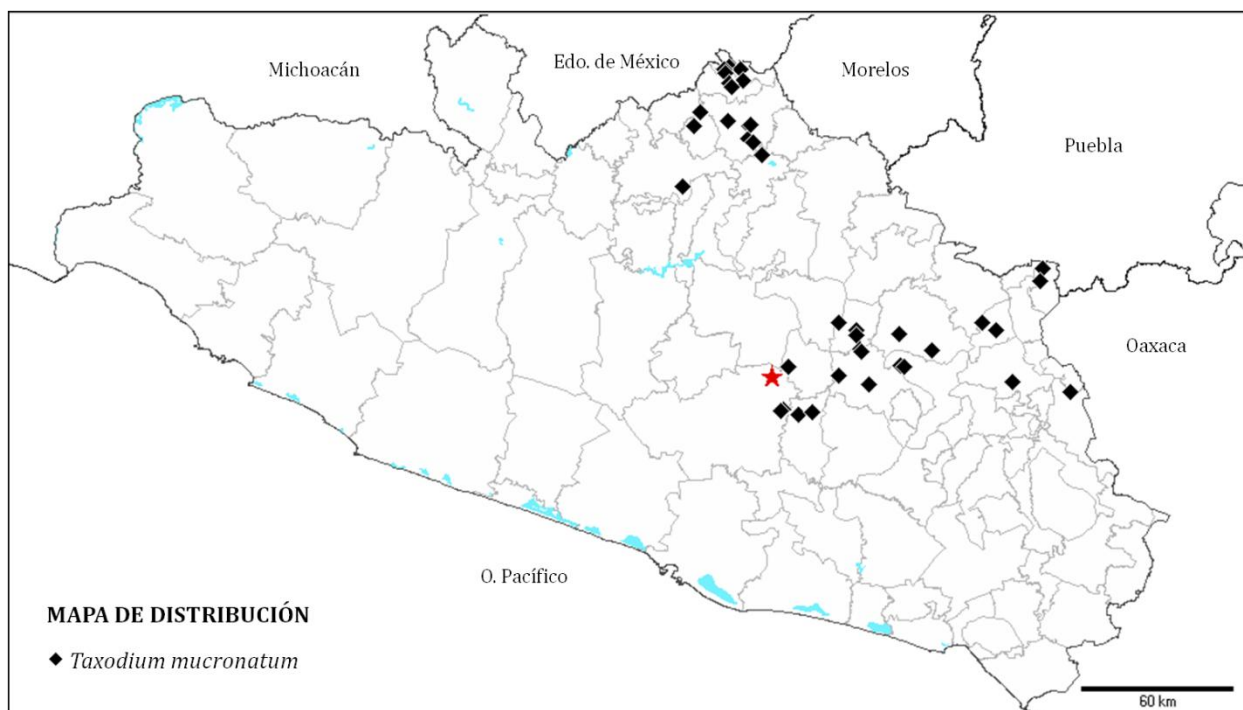 Michoacán
Edo. de México
Morelos
Puebla
Oaxaca
O. Pacífico
MAPA DE DISTRIBUCIÓN
Taxodium mucronatum
60 km